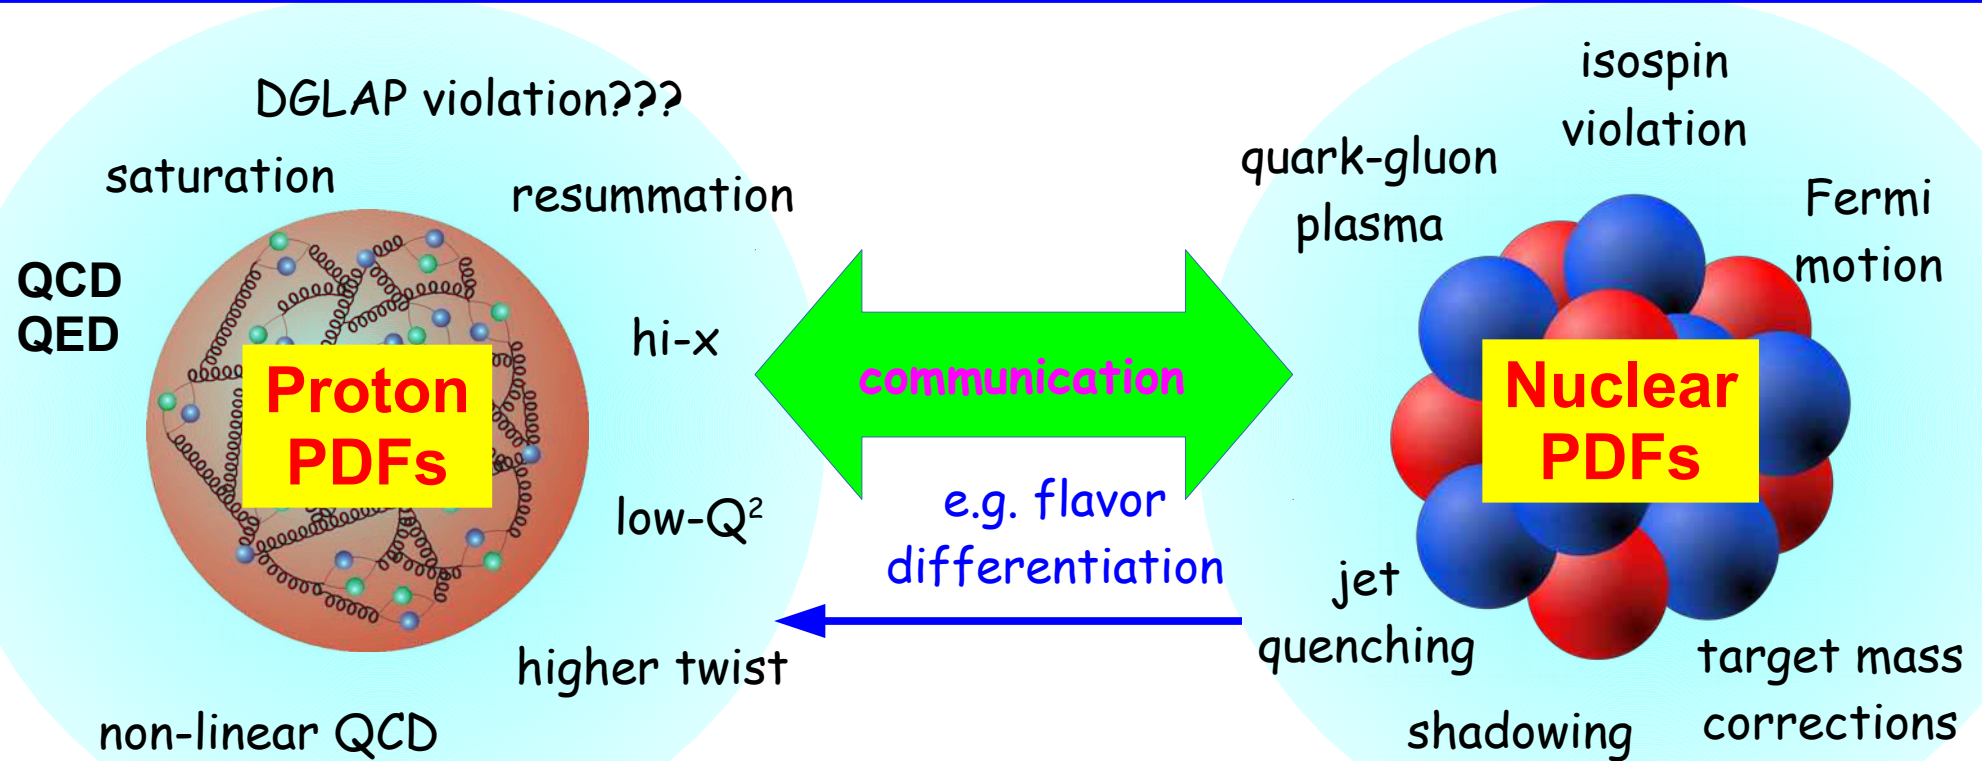 DGLAP violation???
saturation
resummation
QCD
QED
hi-x
Proton
PDFs
low-Q²
higher twist
non-linear QCD
communication
e.g. flavor
differentiation
isospin
violation
quark-gluon
plasma
Fermi
motion
Nuclear
PDFs
jet
quenching
target mass
corrections
shadowing